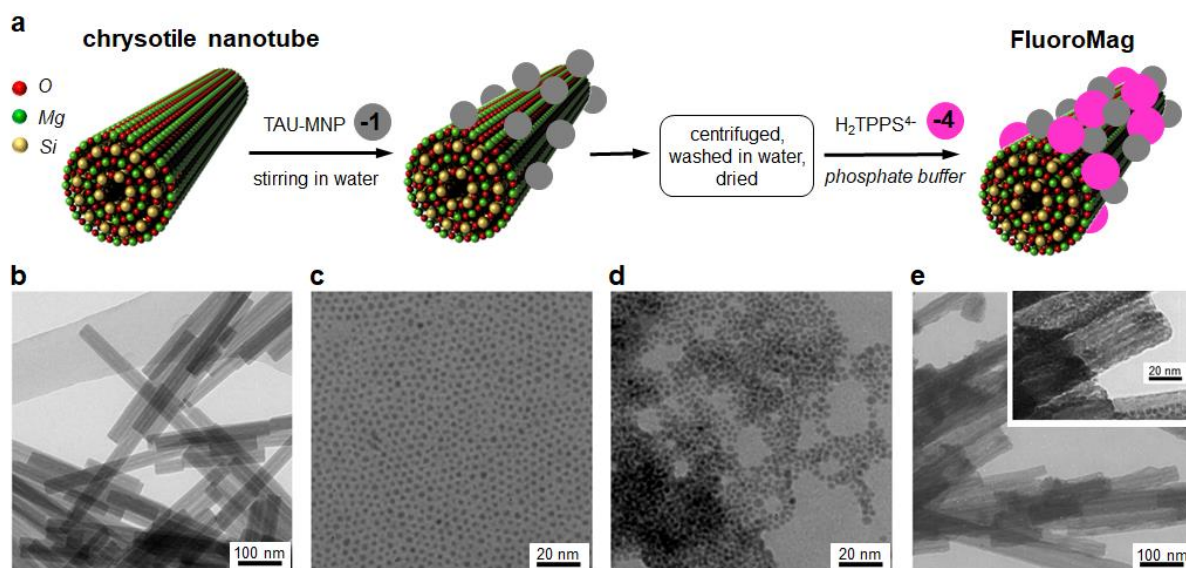 a
chrysotile nanotube
FluoroMag
O
Mg
Si
TAU-MNP -1
stirring in water
centrifuged,
washed in water,
dried
H₂TPPS⁴⁻ -4
phosphate buffer
b
c
d
e
100 nm
20 nm
20 nm
20 nm
100 nm